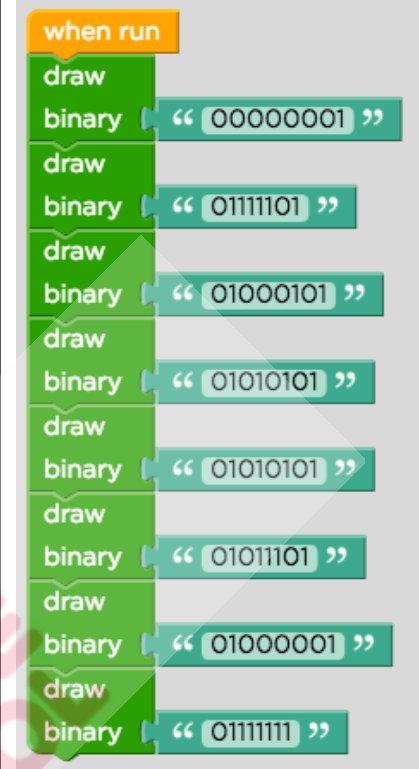 when run
draw
binary “ 00000001 ”
draw
binary “ 01111101 ”
draw
binary “ 01000101 ”
draw
binary “ 01010101 ”
draw
binary “ 01010101 ”
draw
binary “ 01011101 ”
draw
binary “ 01000001 ”
draw
binary “ 01111111 ”